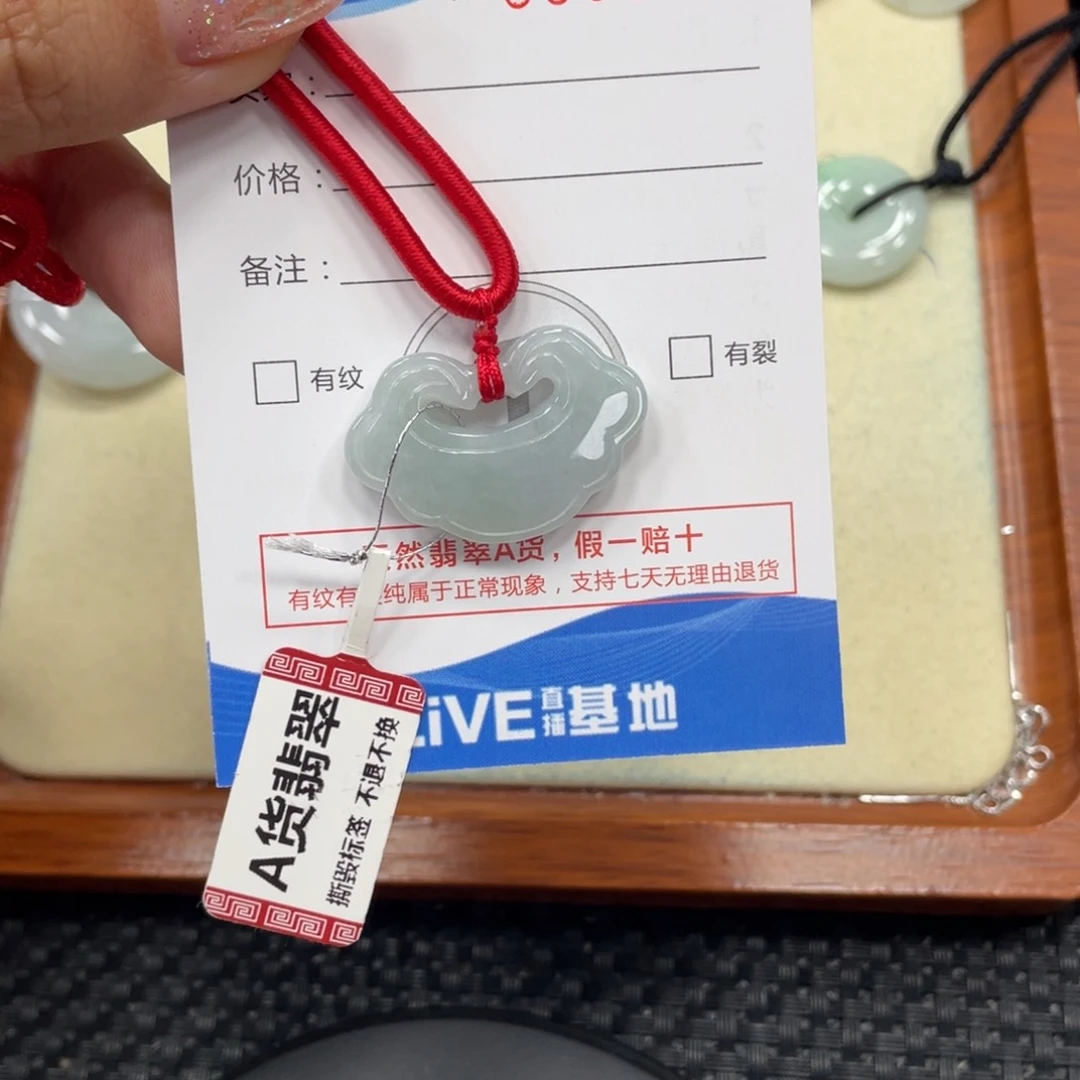 价格：
备注：
有纹
有裂
然翡翠A货，假一赔十
有纹有 纯属于正常现象，支持七天无理由退货
LiVE直播基地
A货翡翠
撕毁标签 不退不换